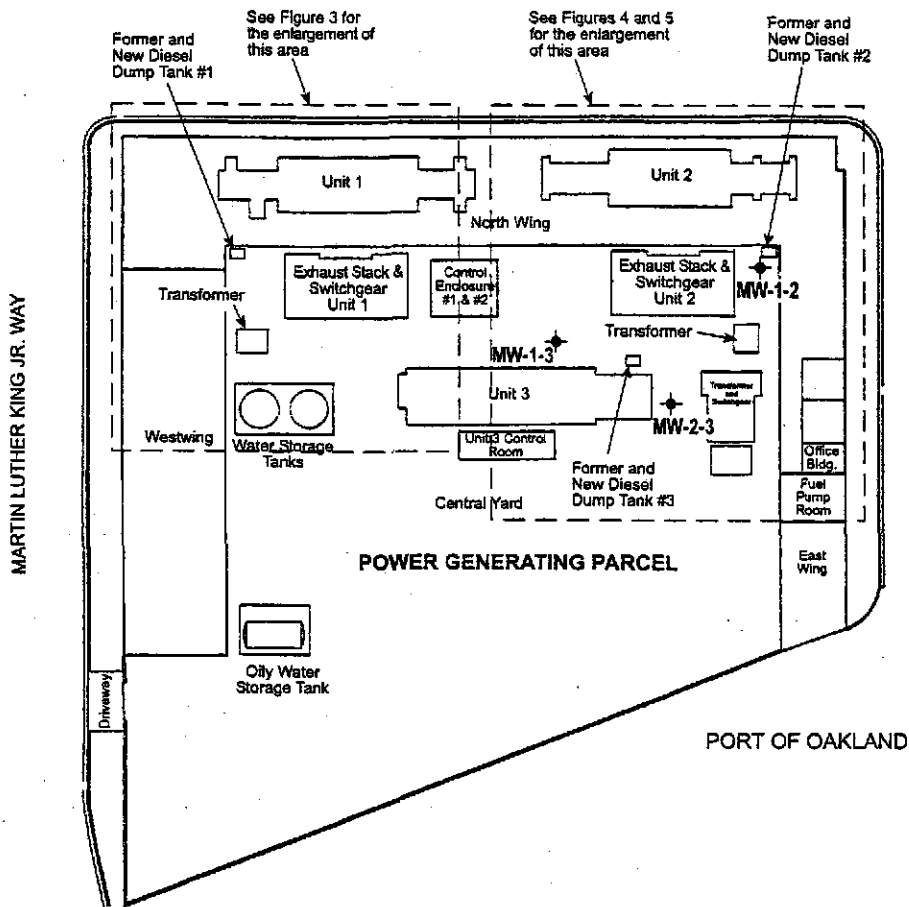 See Figure 3 for
the enlargement of
this area
See Figures 4 and 5
for the enlargement
of this area
Former and
New Diesel
Dump Tank #1
Former and
New Diesel
Dump Tank #2
Unit 1
Unit 2
North Wing
Exhaust Stack &
Switchgear
Unit 1
Control
Enclosure
#1 & #2
Exhaust Stack &
Switchgear
Unit 2
MW-1-2
Transformer
Transformer
MW-1-3
Unit 3
Transformer
and
Switchgear
MW-2-3
MARTIN LUTHER KING JR. WAY
Westwing
Water Storage
Tanks
Unit 3 Control
Room
Former and
New Diesel
Dump Tank #3
Office
Bldg.
Fuel
Pump
Room
Central Yard
East
Wing
POWER GENERATING PARCEL
Oily Water
Storage Tank
Driveway
PORT OF OAKLAND